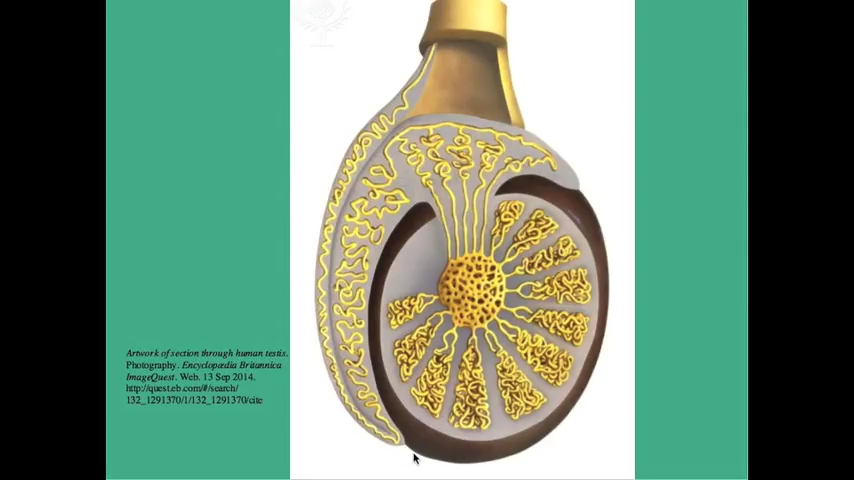 Artwork of section through human testix.
Photography. Encyclopædia Britannica
ImageQuest. Web. 13 Sep 2014.
http://quest.eb.com/#/search/
132_1291370/1/132_1291370/cite